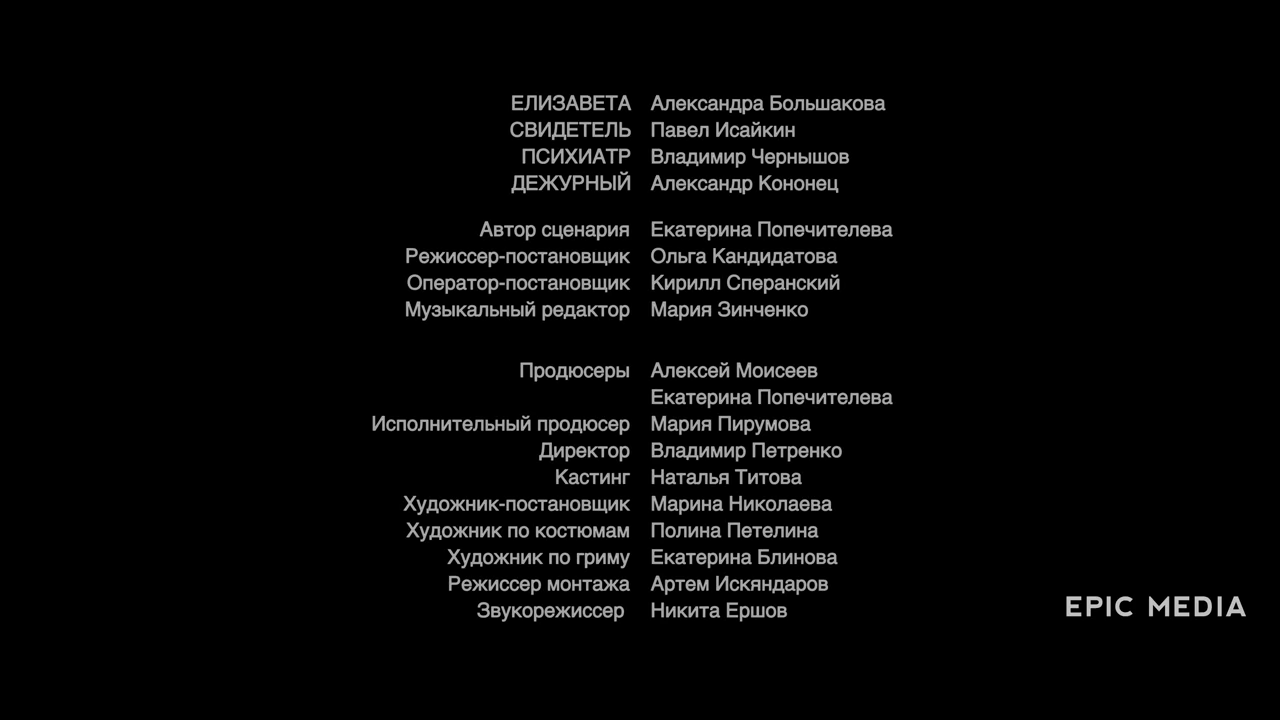 ЕЛИЗАВЕТА Александра Большакова
СВИДЕТЕЛЬ Павел Исайкин
ПСИХИАТР Владимир Чернышов
ДЕЖУРНЫЙ Александр Кононец
Автор сценария Екатерина Попечителева
Режиссер-постановщик Ольга Кандидатова
Оператор-постановщик Кирилл Сперанский
Музыкальный редактор Мария Зинченко
Продюсеры Алексей Моисеев
Екатерина Попечителева
Исполнительный продюсер Мария Пирумова
Директор Владимир Петренко
Кастинг Наталья Титова
Художник-постановщик Марина Николаева
Художник по костюмам Полина Петелина
Художник по гриму Екатерина Блинова
Режиссер монтажа Артем Искяндаров
Звукорежиссер Никита Ершов
EPIC MEDIA